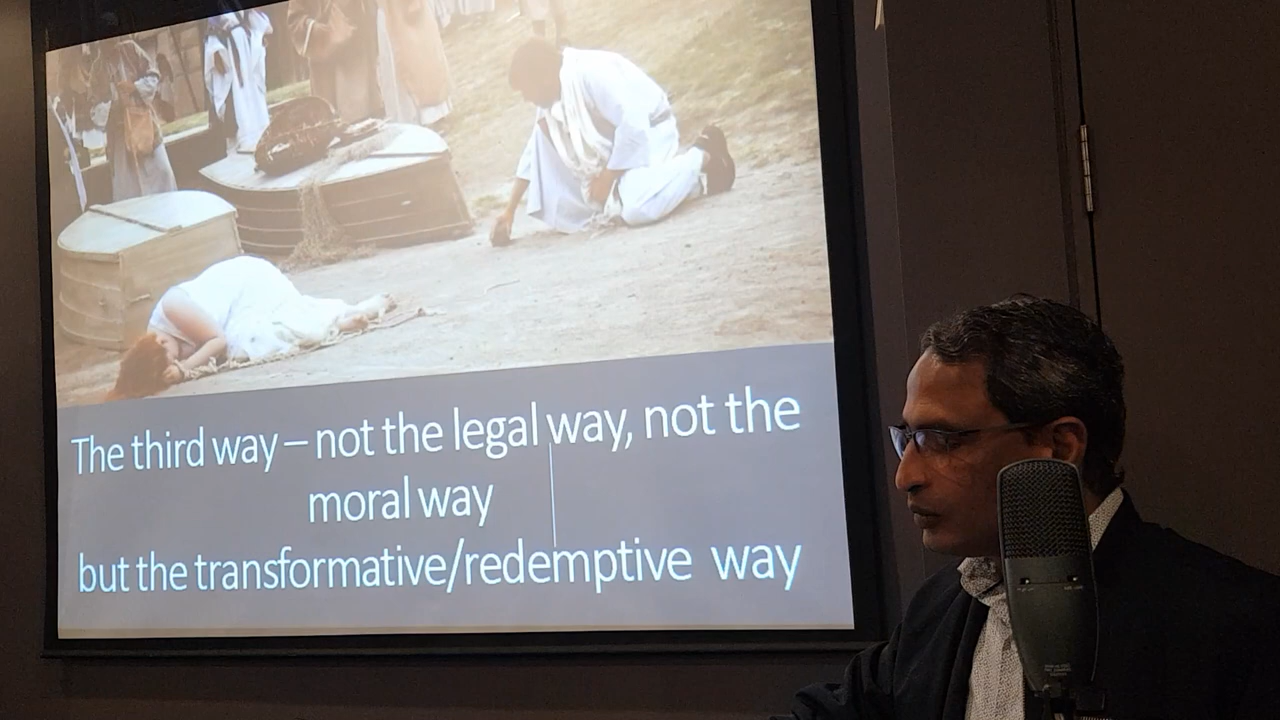 The third way – not the legal way, not the
moral way
but the transformative/redemptive way